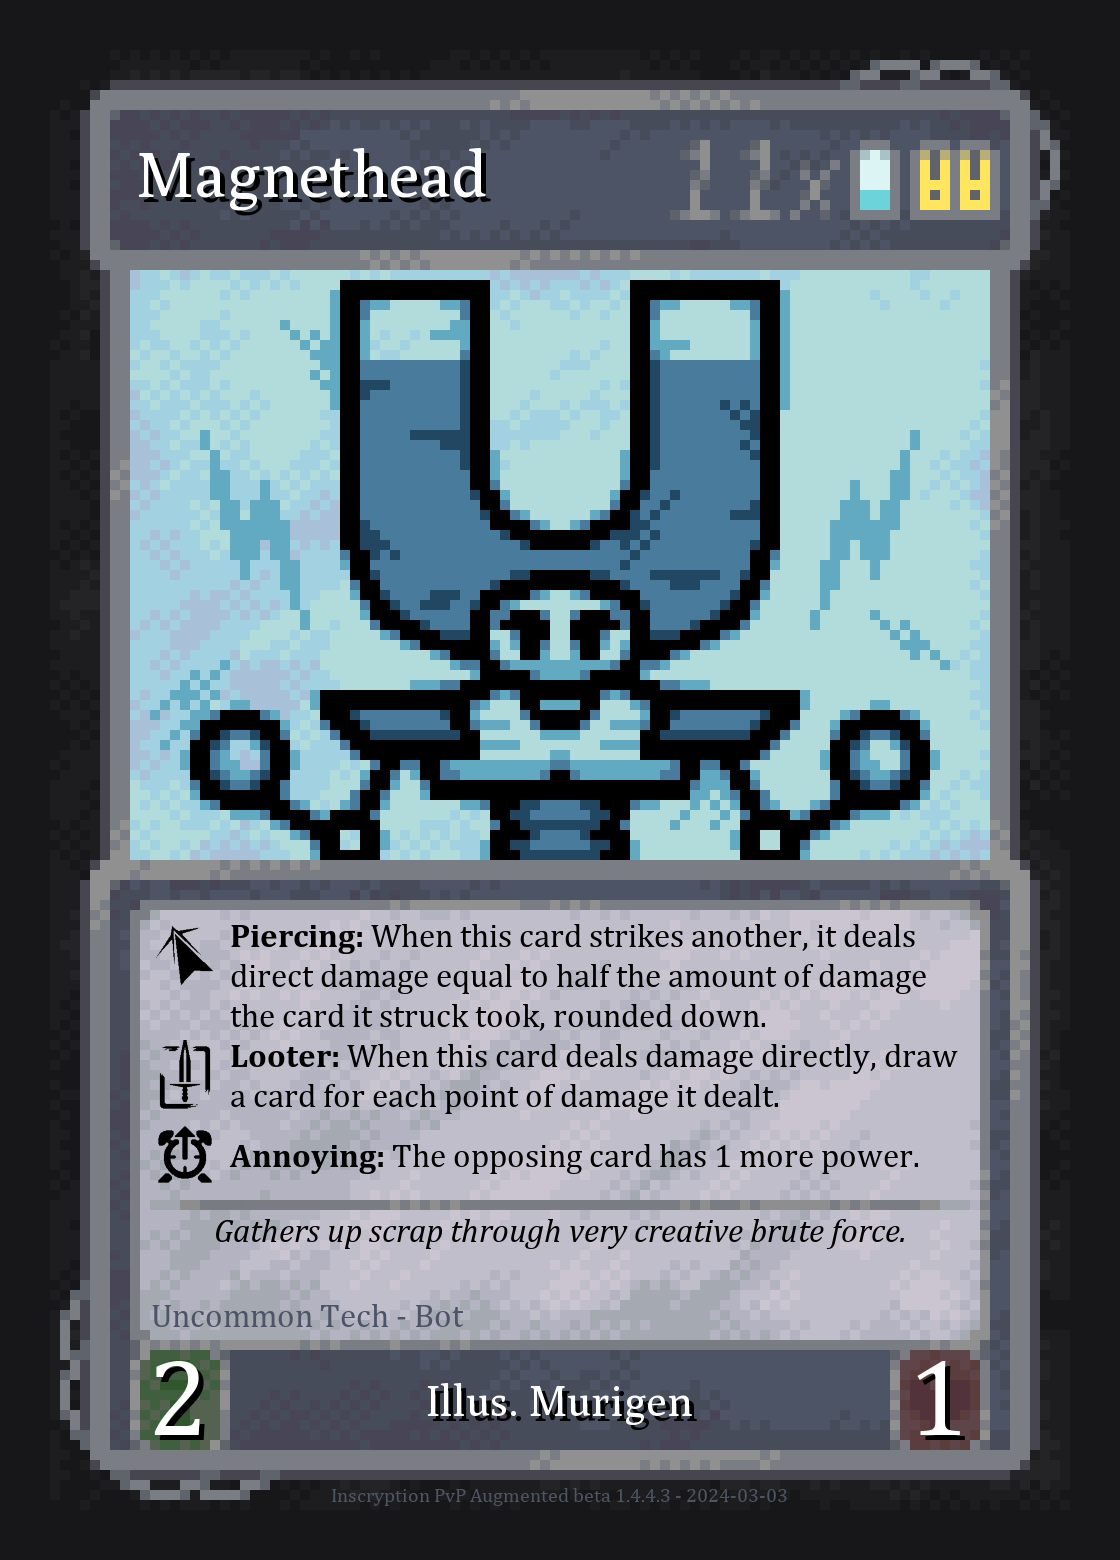 Magnethead 11x
Piercing: When this card strikes another, it deals
direct damage equal to half the amount of damage
the card it struck took, rounded down.
Looter: When this card deals damage directly, draw
a card for each point of damage it dealt.
Annoying: The opposing card has 1 more power.
Gathers up scrap through very creative brute force.
Uncommon Tech - Bot
2 Illus. Murigen 1
Inscryption PvP Augmented beta 1.4.4.3 - 2024-03-03